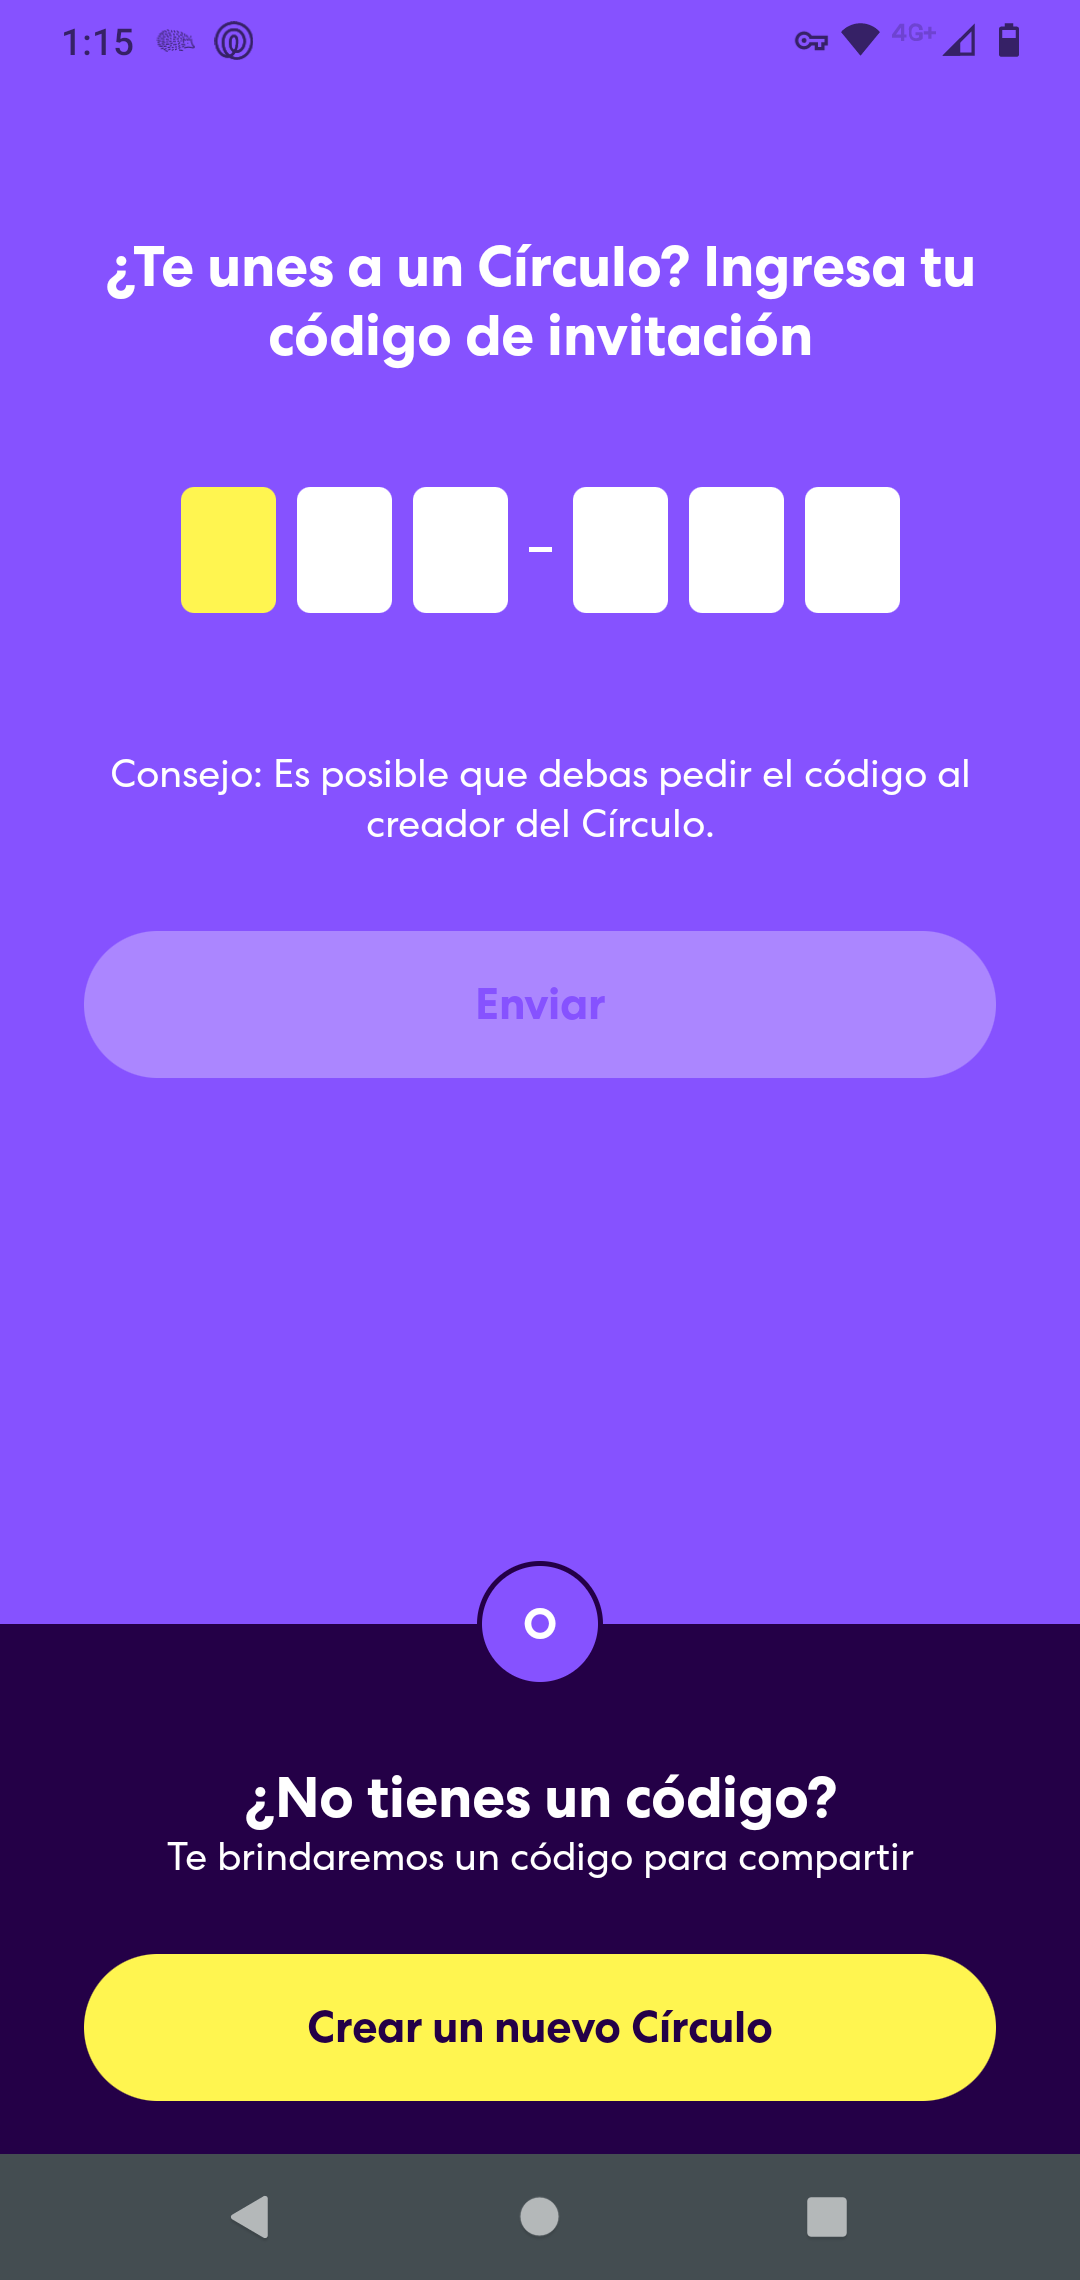 1:15
4G+
¿Te unes a un Círculo? Ingresa tu
código de invitación
–
Consejo: Es posible que debas pedir el código al
creador del Círculo.
Enviar
o
¿No tienes un código?
Te brindaremos un código para compartir
Crear un nuevo Círculo